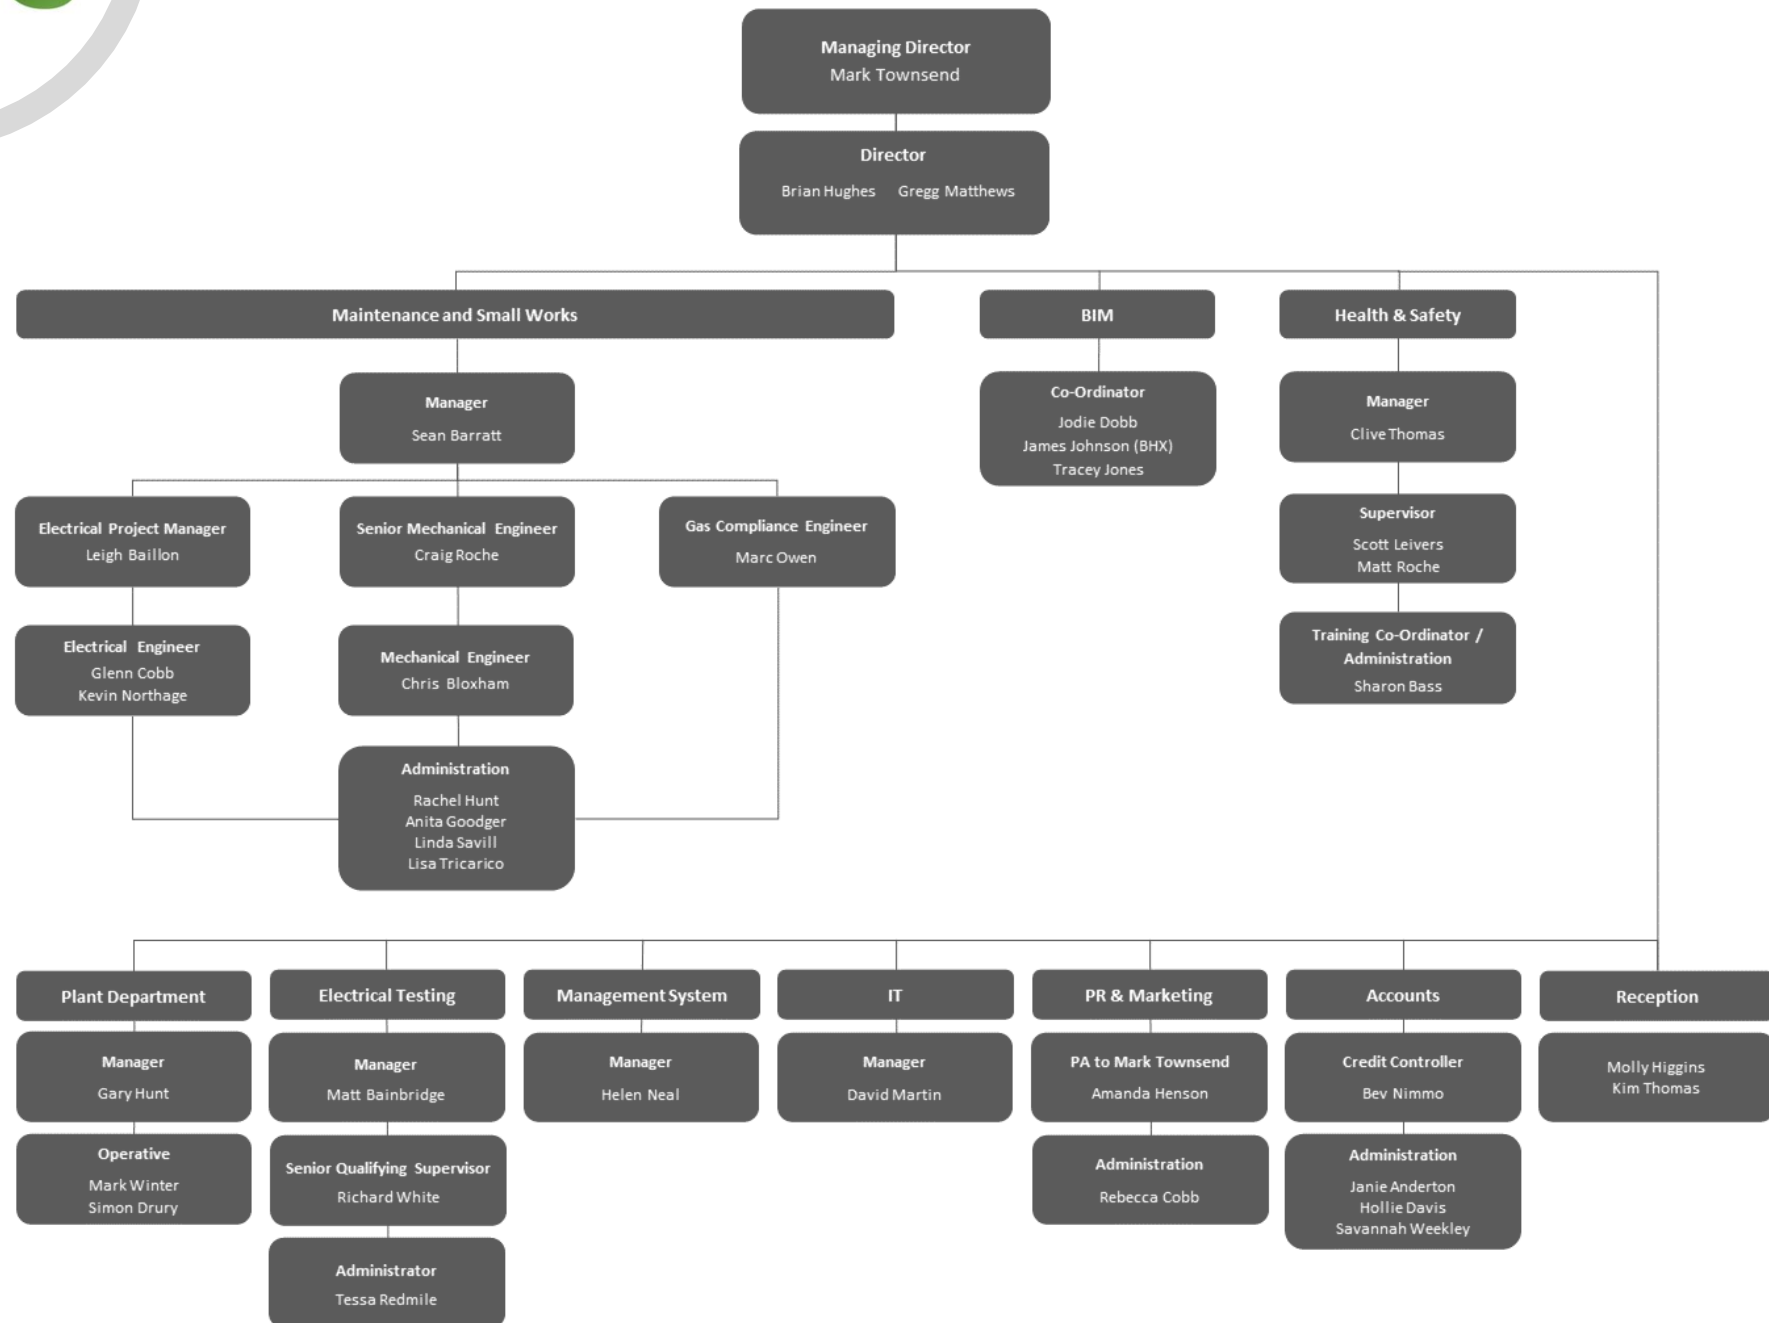 Managing Director
Mark Townsend
Director
Brian Hughes Gregg Matthews
Maintenance and Small Works
BIM
Health & Safety
Manager
Sean Barratt
Co-Ordinator
Jodie Dobb
James Johnson (BHX)
Tracey Jones
Manager
Clive Thomas
Electrical Project Manager
Leigh Baillon
Senior Mechanical Engineer
Craig Roche
Gas Compliance Engineer
Marc Owen
Supervisor
Scott Leivers
Matt Roche
Electrical Engineer
Glenn Cobb
Kevin Northage
Mechanical Engineer
Chris Bloxham
Training Co-Ordinator /
Administration
Sharon Bass
Administration
Rachel Hunt
Anita Goodger
Linda Savill
Lisa Tricarico
Plant Department
Electrical Testing
Management System
IT
PR & Marketing
Accounts
Reception
Manager
Gary Hunt
Manager
Matt Bainbridge
Manager
Helen Neal
Manager
David Martin
PA to Mark Townsend
Amanda Henson
Credit Controller
Bev Nimmo
Molly Higgins
Kim Thomas
Operative
Mark Winter
Simon Drury
Senior Qualifying Supervisor
Richard White
Administration
Rebecca Cobb
Administration
Janie Anderton
Hollie Davis
Savannah Weekley
Administrator
Tessa Redmile